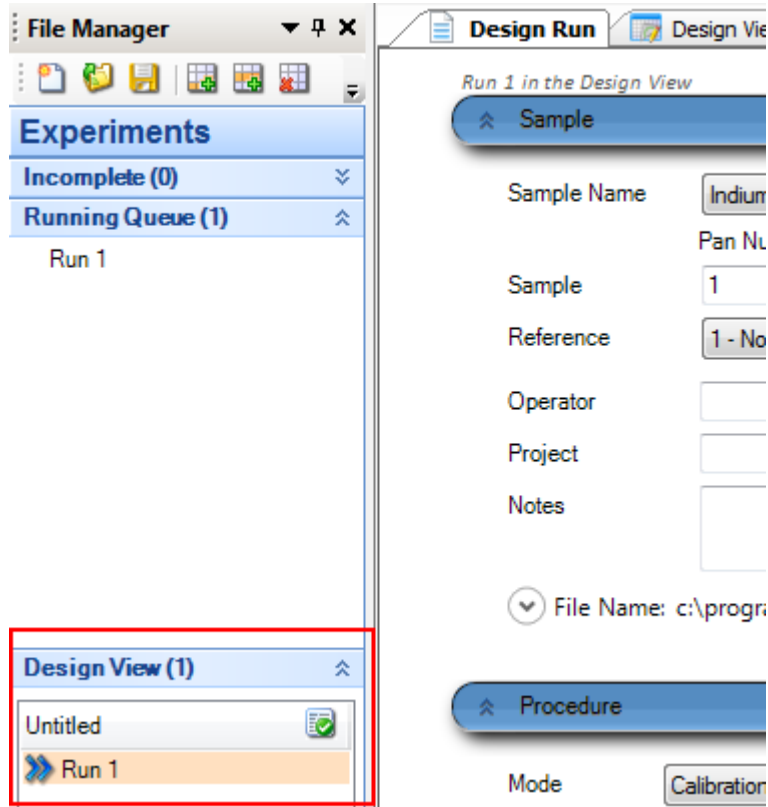 File Manager
Experiments
Incomplete (0)
Running Queue (1)
Run 1
Design View (1)
Untitled
Run 1
Design Run
Design Vie
Run 1 in the Design View
Sample
Sample Name
Indium
Pan Nu
Sample
1
Reference
1 - No
Operator
Project
Notes
File Name: c:\progra
Procedure
Mode
Calibration